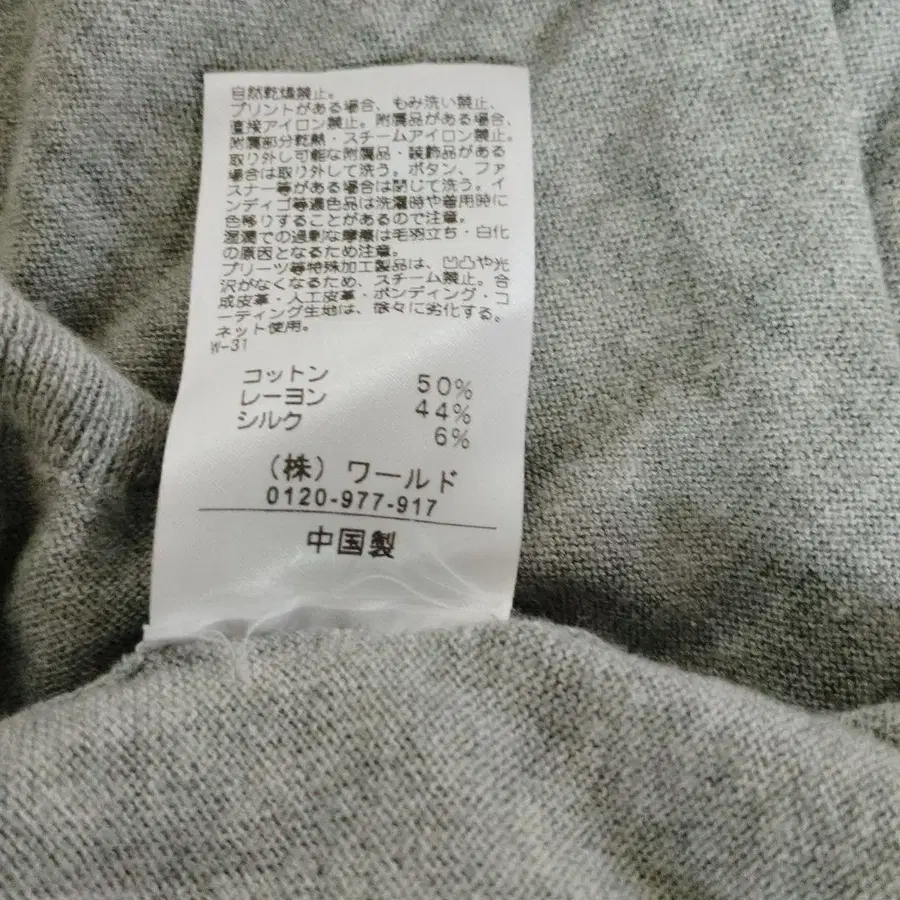 自然乾燥禁止。
プリントがある場合、もみ洗い禁止、
直接アイロン禁止。附属品がある場合、
附属部分乾熱・スチームアイロン禁止。
取り外し可能な附属品・装飾品がある
場合は取り外して洗う。ボタン、ファ
スナー等がある場合は閉じて洗う。イ
ンディゴ等濃色品は洗濯時や着用時に
色移りすることがあるので注意。
湿潤での過剰な摩擦は毛羽立ち・白化
の原因となるため注意。
プリーツ等特殊加工製品は、凹凸や光
沢がなくなるため、スチーム禁止。合
成皮革・人工皮革・ボンディング・コ
ーティング生地は、徐々に劣化する。
ネット使用。
W-31
コットン 50%
レーヨン 44%
シルク 6%
（株）ワールド
0120-977-917
中国製